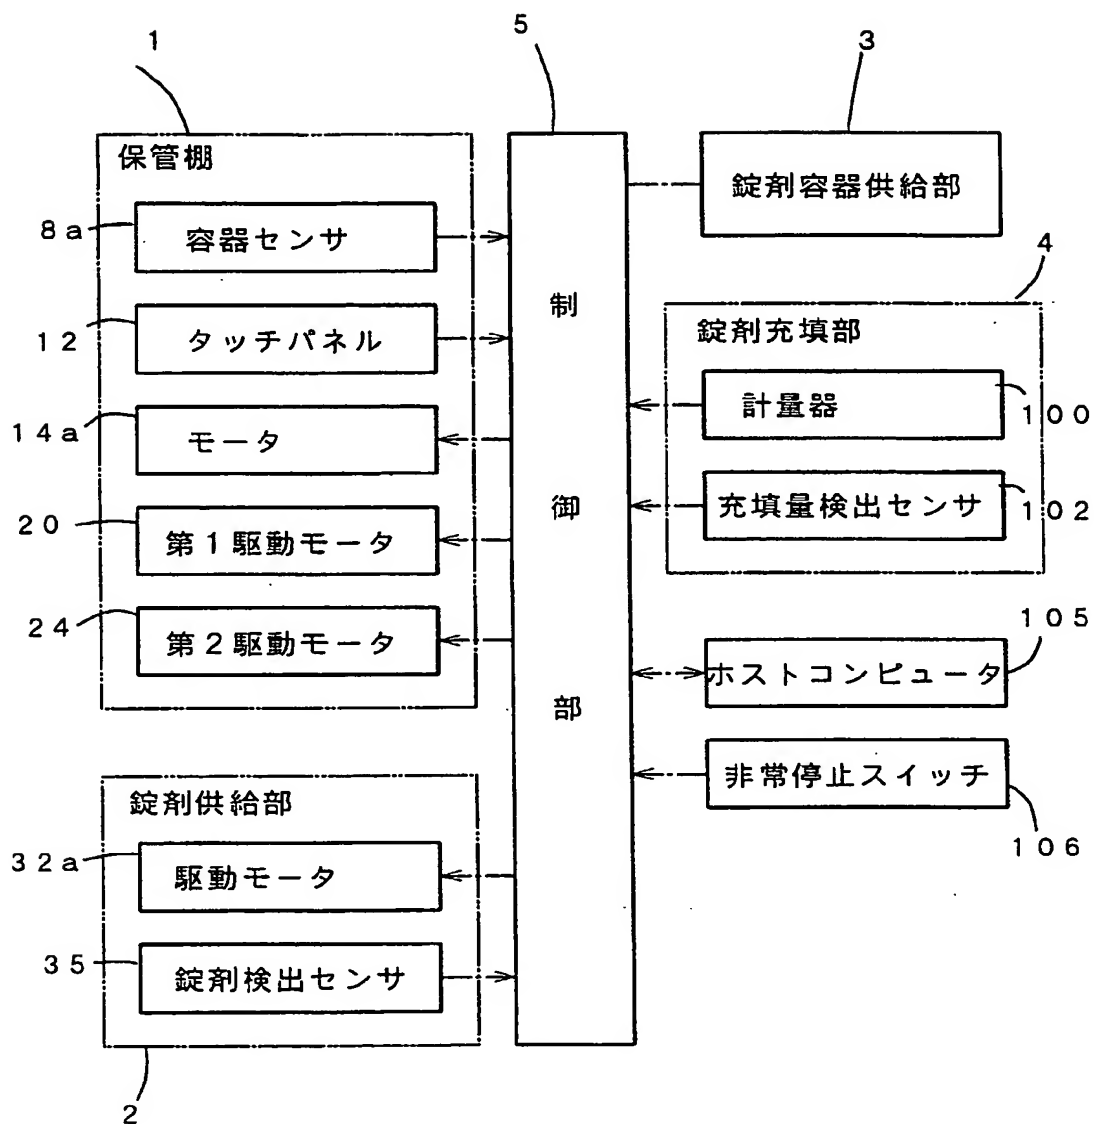 1
5
3
保管棚
8a
容器センサ
12
タッチパネル
14a
モータ
20
第1駆動モータ
24
第2駆動モータ
制御部
錠剤容器供給部
4
錠剤充填部
計量器
100
充填量検出センサ
102
105
ホストコンピュータ
非常停止スイッチ
106
錠剤供給部
32a
駆動モータ
35
錠剤検出センサ
2